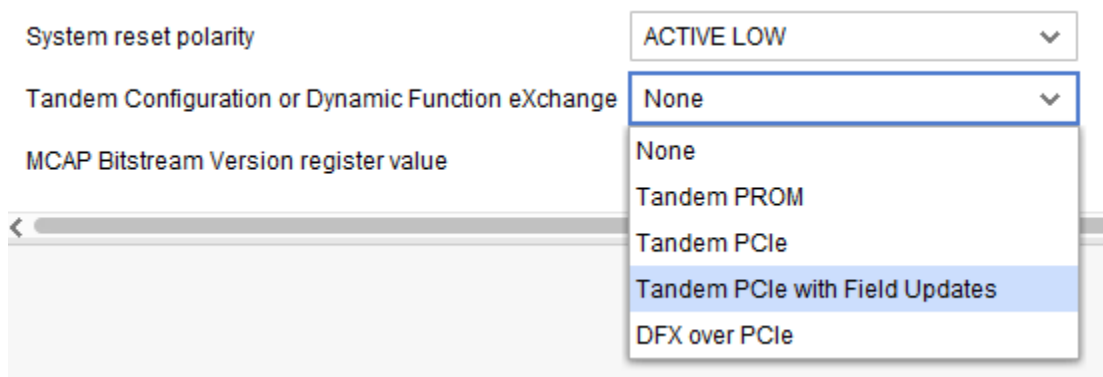 System reset polarity ACTIVE LOW
Tandem Configuration or Dynamic Function eXchange None
None
MCAP Bitstream Version register value
Tandem PROM
Tandem PCIe
Tandem PCIe with Field Updates
DFX over PCIe